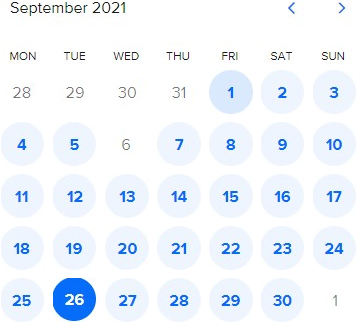 September 2021
MON TUE WED THU FRI SAT SUN
28 29 30 31 1 2 3
4 5 6 7 8 9 10
11 12 13 14 15 16 17
18 19 20 21 22 23 24
25 26 27 28 29 30 1